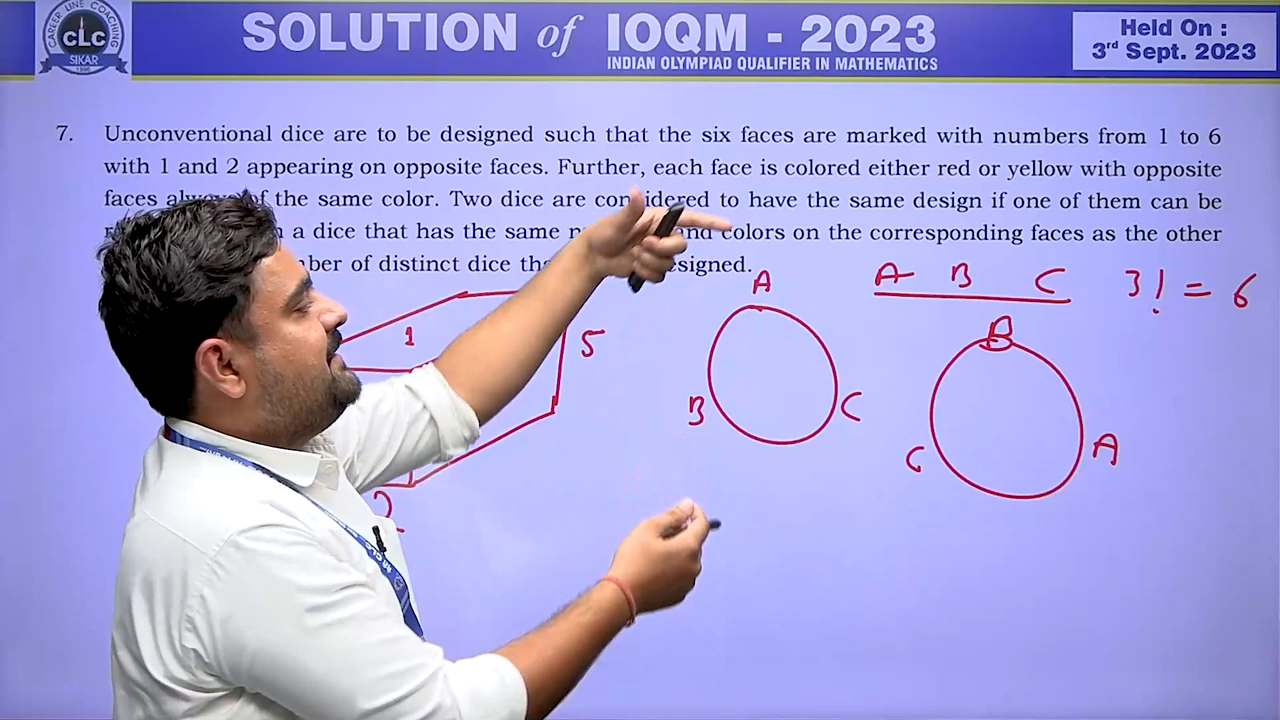 CAREER LINE COACHING
CLC
SIKAR
1996
SOLUTION of IOQM - 2023
INDIAN OLYMPIAD QUALIFIER IN MATHEMATICS
Held On :
3rd Sept. 2023
7. Unconventional dice are to be designed such that the six faces are marked with numbers from 1 to 6
with 1 and 2 appearing on opposite faces. Further, each face is colored either red or yellow with opposite
faces of the same color. Two dice are considered to have the same design if one of them can be
a dice that has the same and colors on the corresponding faces as the other
of distinct dice
A B C 3! = 6
A
B
C
B
C
A
1
5
2